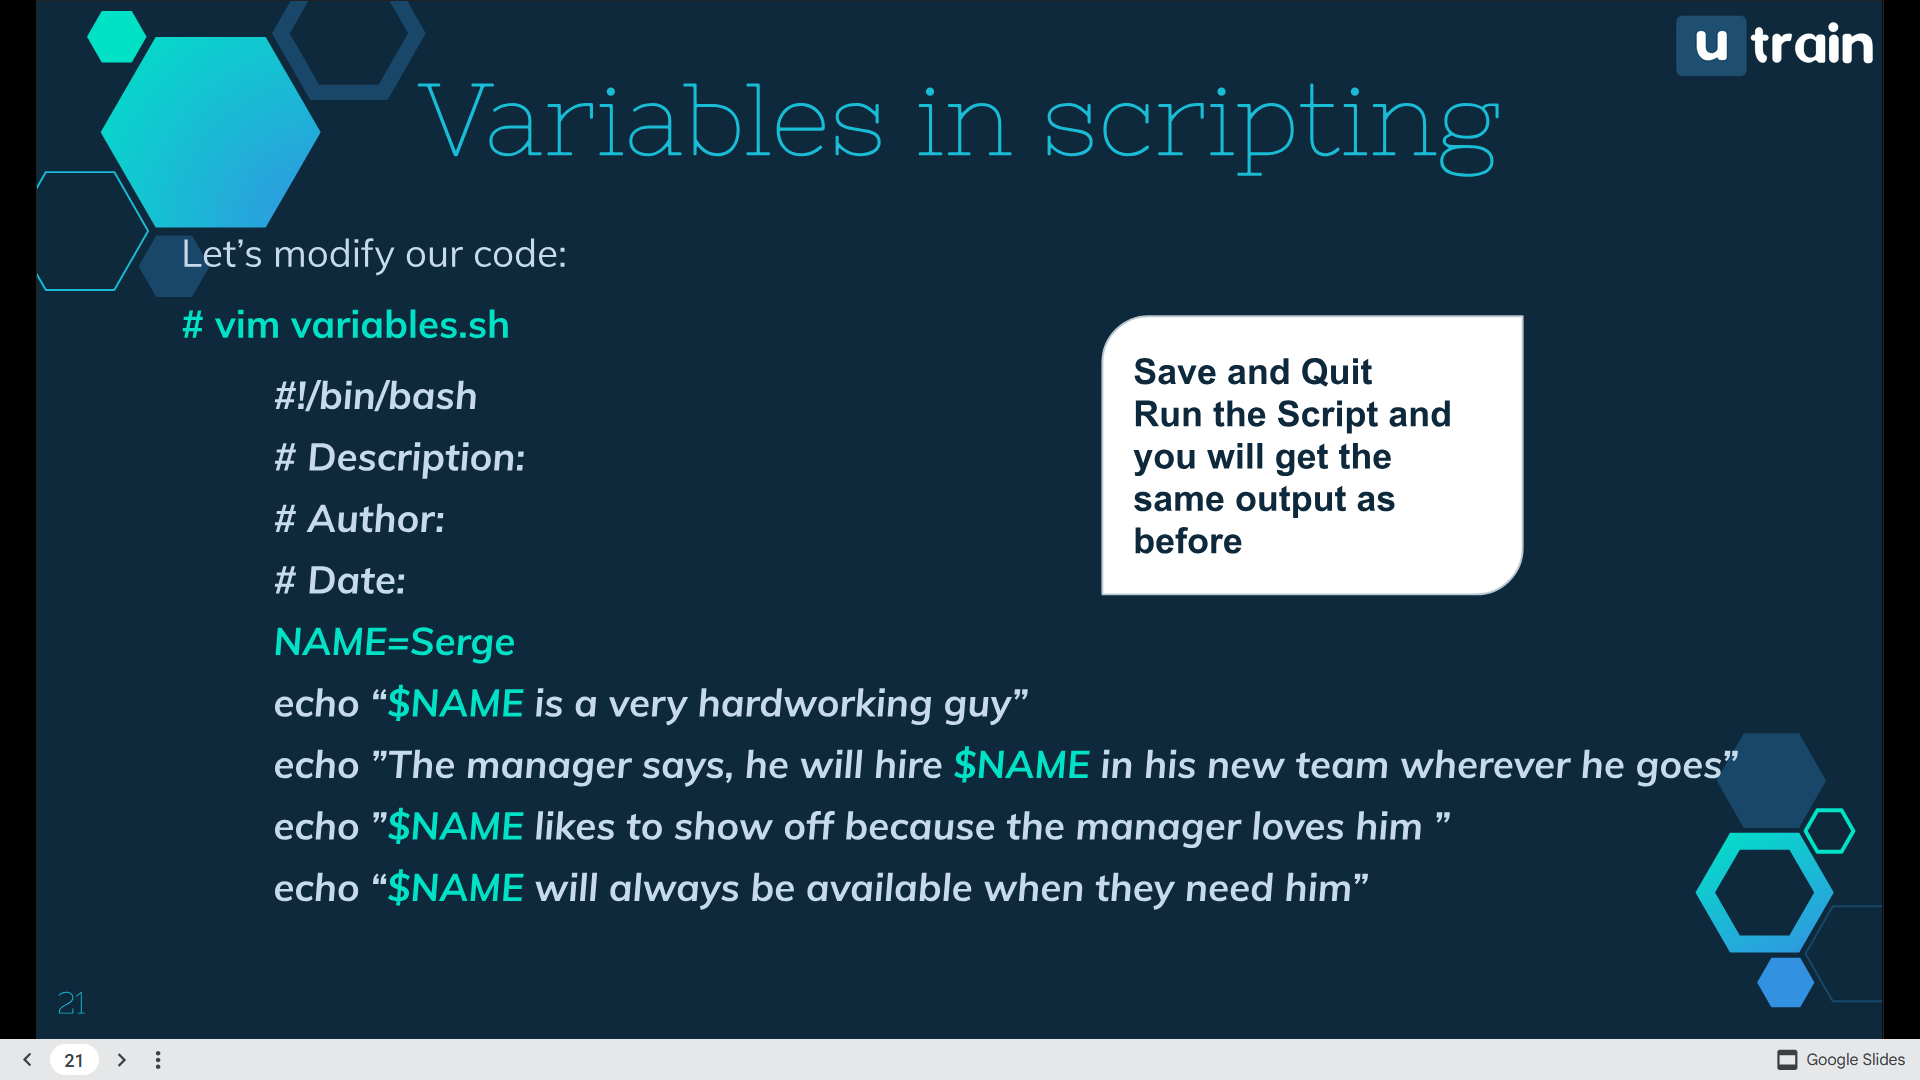 u train
Variables in scripting
Let’s modify our code:
# vim variables.sh
#!/bin/bash
# Description:
# Author:
# Date:
NAME=Serge
echo “$NAME is a very hardworking guy”
echo ”The manager says, he will hire $NAME in his new team wherever he goes”
echo ”$NAME likes to show off because the manager loves him ”
echo “$NAME will always be available when they need him”
Save and Quit
Run the Script and
you will get the
same output as
before
21
21
Google Slides